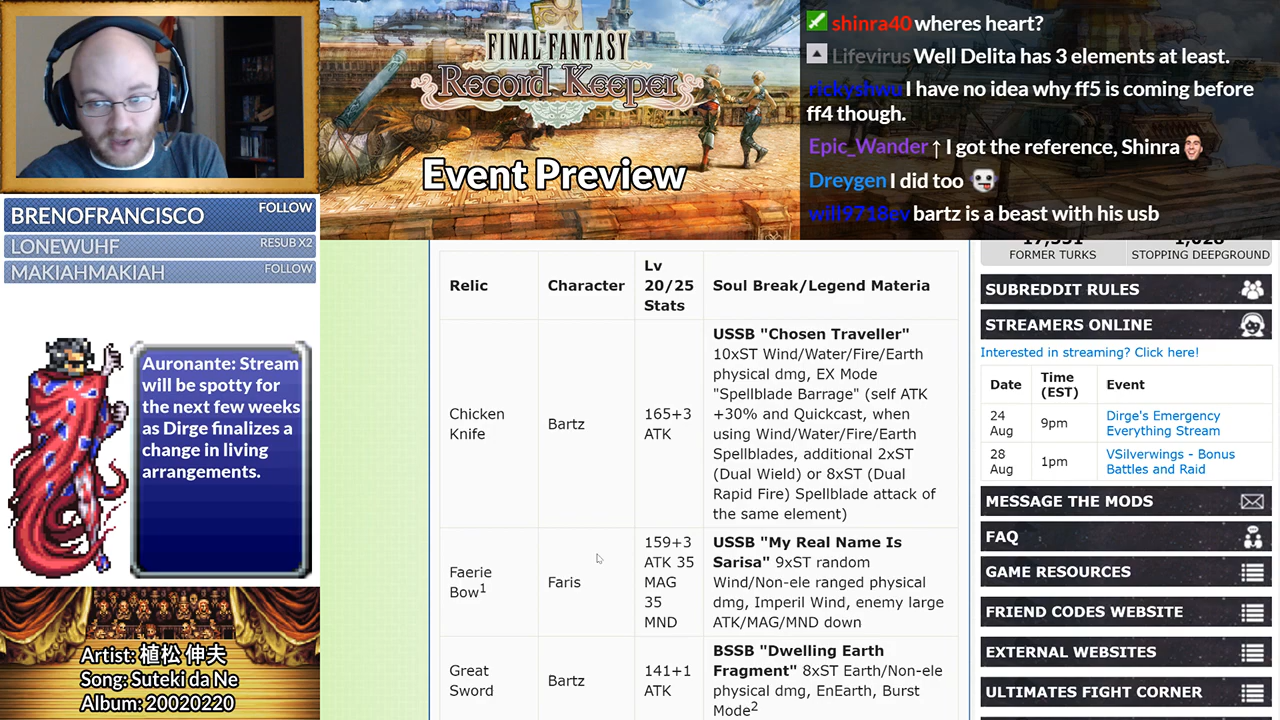 BRENOFRANCISCO FOLLOW
LONEWUHF RESUB X2
MAKIAHMAKIAH FOLLOW
Auronante: Stream
will be spotty for
the next few weeks
as Dirge finalizes a
change in living
arrangements.
Artist: 植松 伸夫
Song: Suteki da Ne
Album: 20020220
FINAL FANTASY
Record Keeper
Event Preview
shinra40 wheres heart?
Lifevirus Well Delita has 3 elements at least.
rickyshwu I have no idea why ff5 is coming before
ff4 though.
Epic_Wander ↑ I got the reference, Shinra
Dreygen I did too
will9718ev bartz is a beast with his usb
Relic
Character
Lv
20/25
Stats
Soul Break/Legend Materia
Chicken
Knife
Bartz
165+3
ATK
USSB "Chosen Traveller"
10xST Wind/Water/Fire/Earth
physical dmg, EX Mode
"Spellblade Barrage" (self ATK
+30% and Quickcast, when
using Wind/Water/Fire/Earth
Spellblades, additional 2xST
(Dual Wield) or 8xST (Dual
Rapid Fire) Spellblade attack of
the same element)
Faerie
Bow1
Faris
159+3
ATK 35
MAG
35
MND
USSB "My Real Name Is
Sarisa" 9xST random
Wind/Non-ele ranged physical
dmg, Imperil Wind, enemy large
ATK/MAG/MND down
Great
Sword
Bartz
141+1
ATK
BSSB "Dwelling Earth
Fragment" 8xST Earth/Non-ele
physical dmg, EnEarth, Burst
Mode2
FORMER TURKS
STOPPING DEEPGROUND
SUBREDDIT RULES
STREAMERS ONLINE
Interested in streaming? Click here!
Date
Time
(EST)
Event
24
Aug
9pm
Dirge's Emergency
Everything Stream
28
Aug
1pm
VSilverwings - Bonus
Battles and Raid
MESSAGE THE MODS
FAQ
GAME RESOURCES
FRIEND CODES WEBSITE
EXTERNAL WEBSITES
ULTIMATES FIGHT CORNER